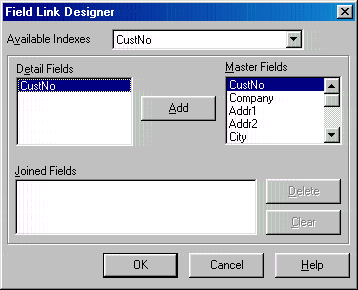 Field Link Designer
Available Indexes
CustNo
Detail Fields
Master Fields
CustNo
Add
CustNo
Company
Addr1
Addr2
City
Joined Fields
Delete
Clear
OK
Cancel
Help